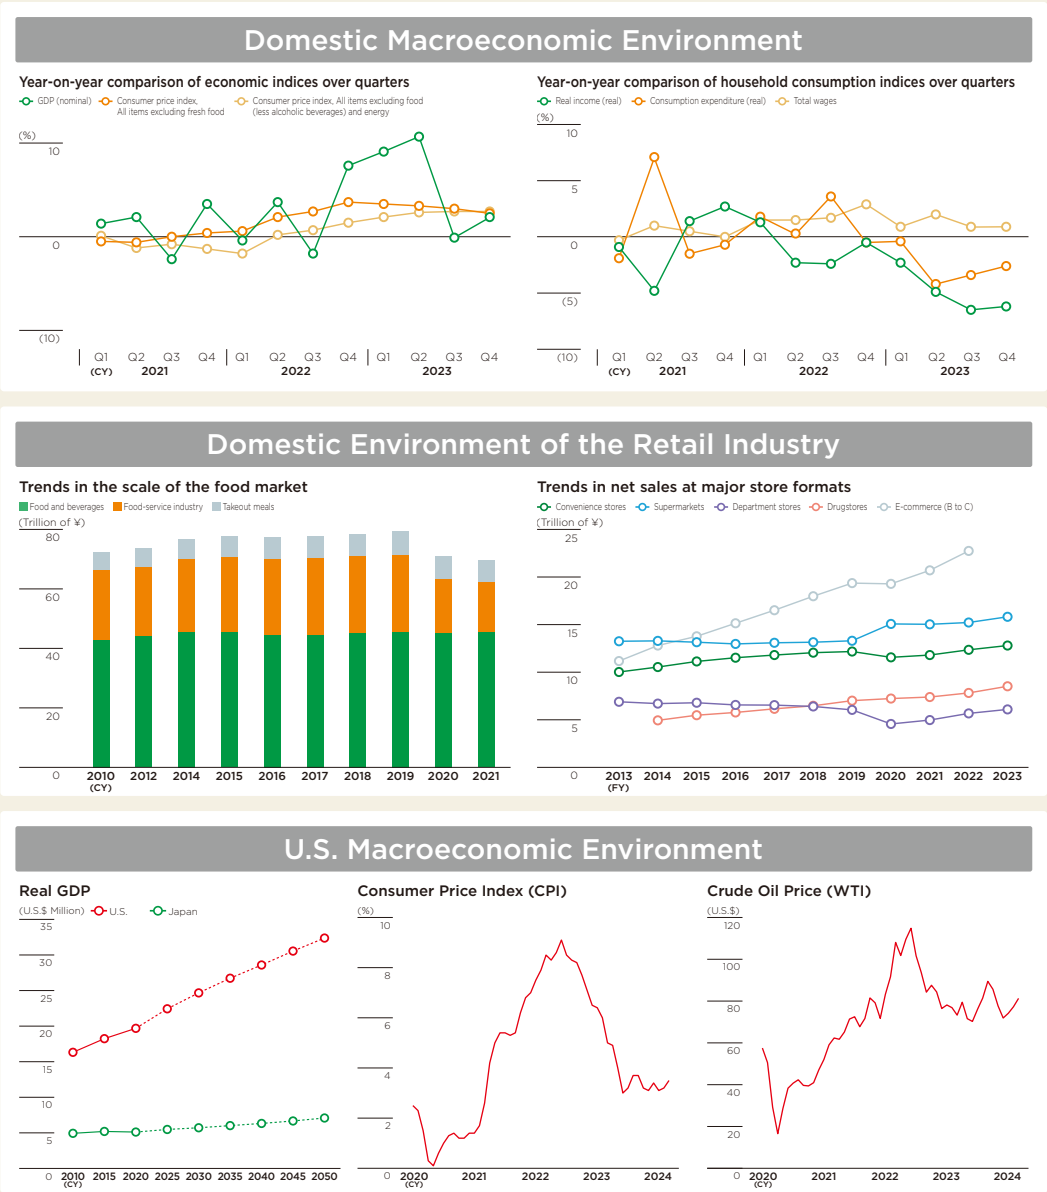 Domestic Macroeconomic Environment
Year-on-year comparison of economic indices over quarters
GDP (nominal) Consumer price index, All items excluding fresh food Consumer price index, All items excluding food (less alcoholic beverages) and energy
(%)
10
0
(10)
Q1 Q2 Q3 Q4 Q1 Q2 Q3 Q4 Q1 Q2 Q3 Q4
(CY) 2021 2022 2023
Year-on-year comparison of household consumption indices over quarters
Real income (real) Consumption expenditure (real) Total wages
(%)
10
5
0
(5)
(10)
Q1 Q2 Q3 Q4 Q1 Q2 Q3 Q4 Q1 Q2 Q3 Q4
(CY) 2021 2022 2023
Domestic Environment of the Retail Industry
Trends in the scale of the food market
Food and beverages Food-service industry Takeout meals
(Trillion of ¥)
80
60
40
20
0
2010 2012 2014 2015 2016 2017 2018 2019 2020 2021
(CY)
Trends in net sales at major store formats
Convenience stores Supermarkets Department stores Drugstores E-commerce (B to C)
(Trillion of ¥)
25
20
15
10
5
0
2013 2014 2015 2016 2017 2018 2019 2020 2021 2022 2023
(FY)
U.S. Macroeconomic Environment
Real GDP
(U.S.$ Million) U.S. Japan
35
30
25
20
15
10
5
0
2010 2015 2020 2025 2030 2035 2040 2045 2050
(CY)
Consumer Price Index (CPI)
(%)
10
8
6
4
2
0
2020 2021 2022 2023 2024
(CY)
Crude Oil Price (WTI)
(U.S.$)
120
100
80
60
40
20
0
2020 2021 2022 2023 2024
(CY)